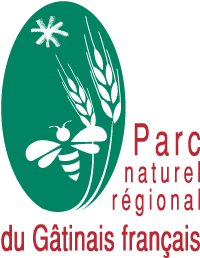 Parc
naturel
régional
du Gâtinais français